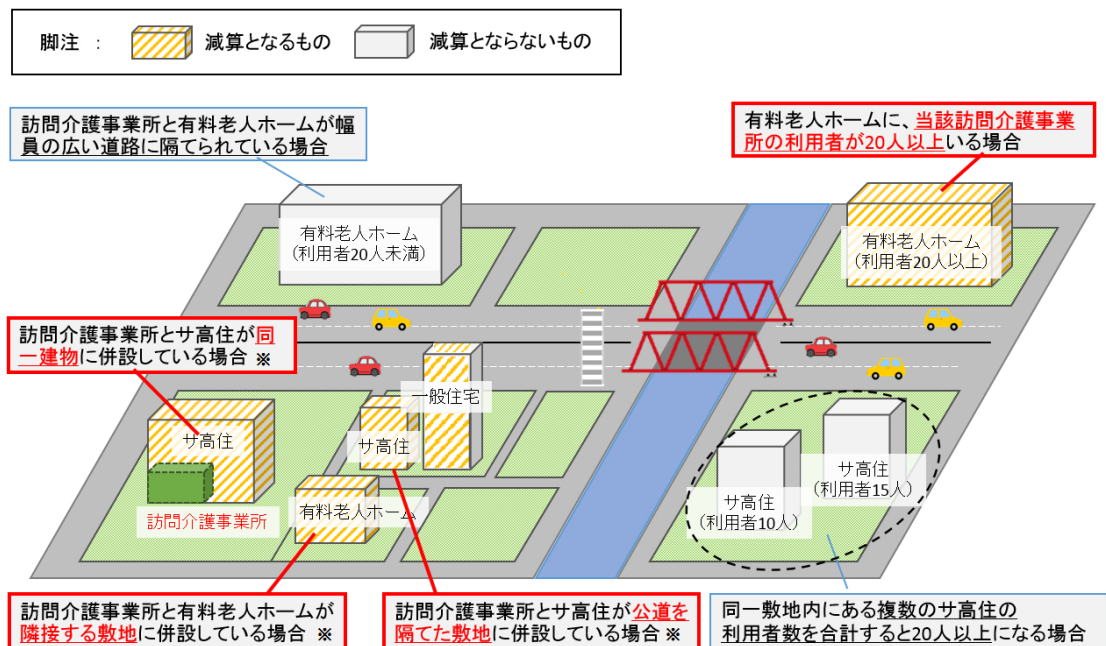 脚注 ： 減算となるもの 減算とならないもの
訪問介護事業所と有料老人ホームが幅
員の広い道路に隔てられている場合
有料老人ホームに、当該訪問介護事業
所の利用者が20人以上いる場合
有料老人ホーム
（利用者20人未満）
有料老人ホーム
（利用者20人以上）
訪問介護事業所とサ高住が同
一建物に併設している場合 ※
一般住宅
サ高住
サ高住
サ高住
（利用者15人）
サ高住
（利用者10人）
有料老人ホーム
訪問介護事業所
訪問介護事業所と有料老人ホームが
隣接する敷地に併設している場合 ※
訪問介護事業所とサ高住が公道を
隔てた敷地に併設している場合 ※
同一敷地内にある複数のサ高住の
利用者数を合計すると20人以上になる場合